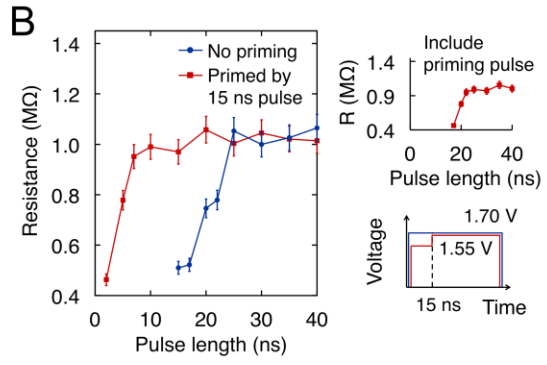 B
1.4
1.2
1.0
0.8
0.6
0.4
Resistance (MΩ)
No priming
Primed by
15 ns pulse
0
10
20
30
40
Pulse length (ns)
Include
priming pulse
1.4
0.9
0.4
R (MΩ)
0
20
40
Pulse length (ns)
Voltage
1.70 V
1.55 V
15 ns
Time